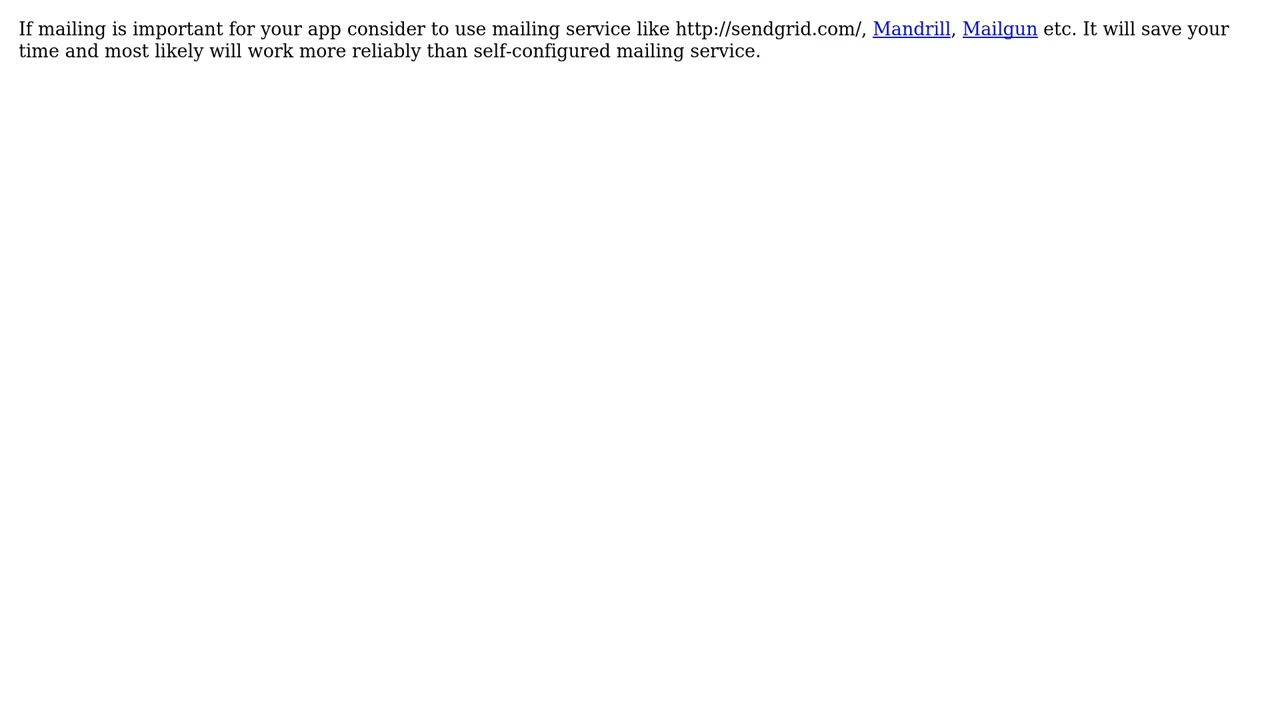 If mailing is important for your app consider to use mailing service like http://sendgrid.com/, Mandrill, Mailgun etc. It will save your
time and most likely will work more reliably than self-configured mailing service.